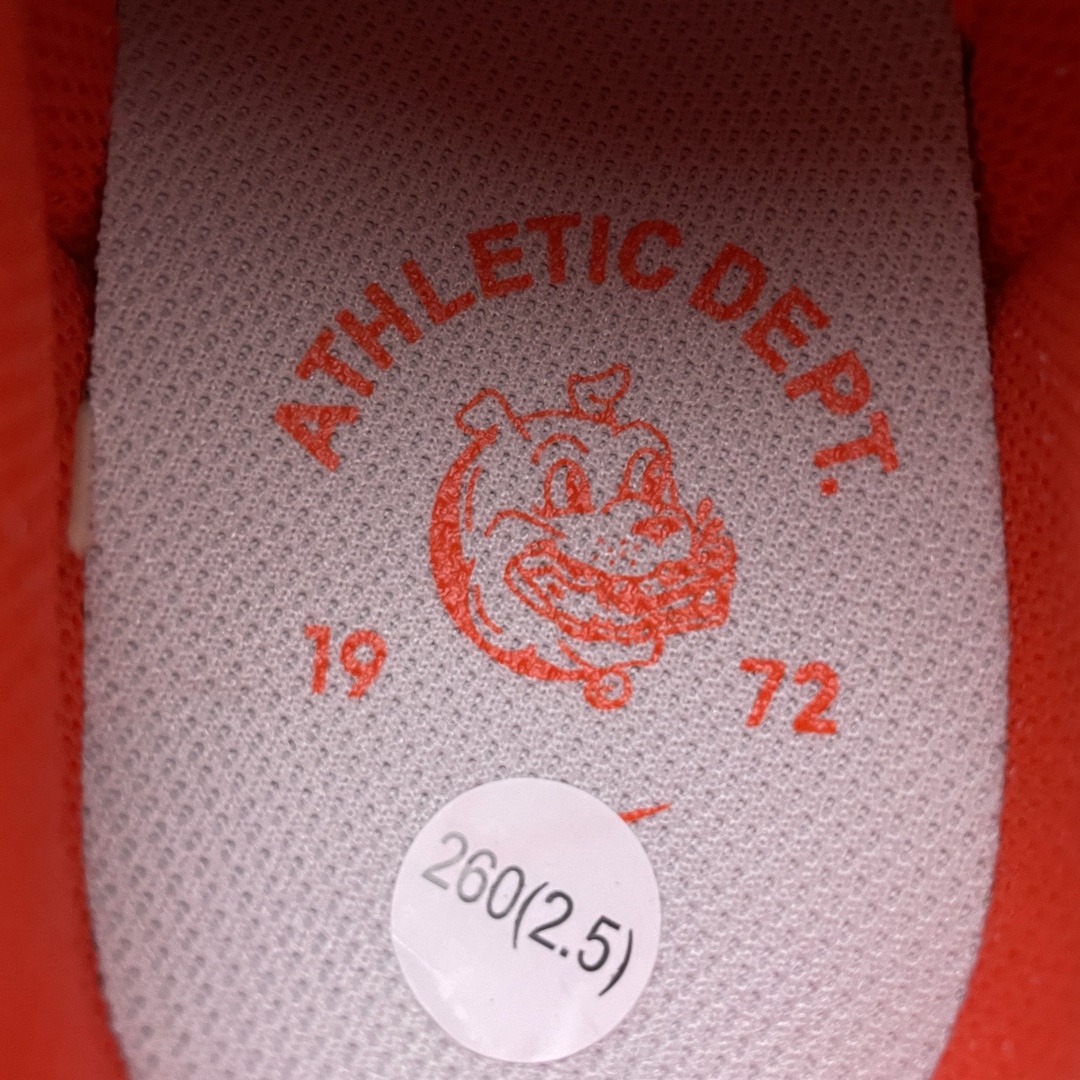 ATHLETIC DEPT.
19 72
260(2.5)